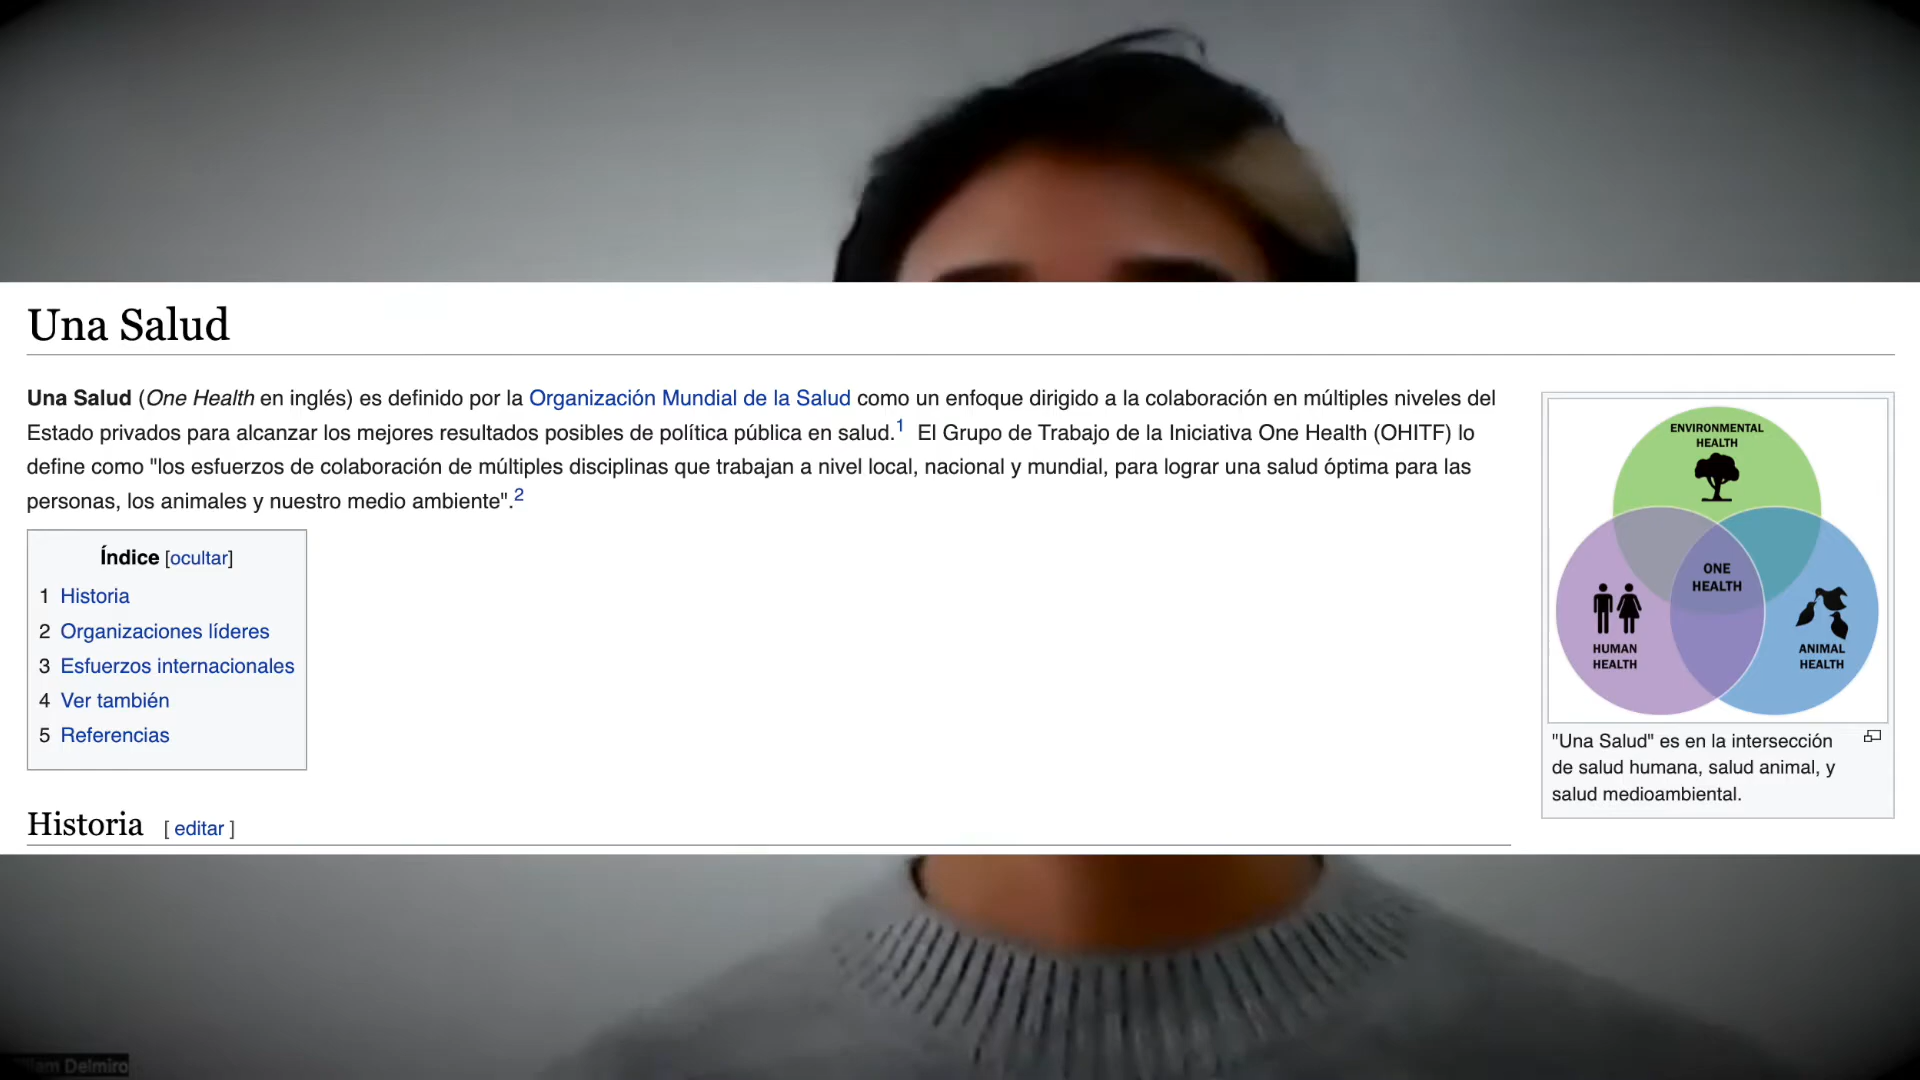 Una Salud
Una Salud (One Health en inglés) es definido por la Organización Mundial de la Salud como un enfoque dirigido a la colaboración en múltiples niveles del
Estado privados para alcanzar los mejores resultados posibles de política pública en salud.1 El Grupo de Trabajo de la Iniciativa One Health (OHITF) lo
define como "los esfuerzos de colaboración de múltiples disciplinas que trabajan a nivel local, nacional y mundial, para lograr una salud óptima para las
personas, los animales y nuestro medio ambiente".2
Índice [ocultar]
1 Historia
2 Organizaciones líderes
3 Esfuerzos internacionales
4 Ver también
5 Referencias
Historia [ editar ]
ENVIRONMENTAL
HEALTH
ONE
HEALTH
HUMAN
HEALTH
ANIMAL
HEALTH
"Una Salud" es en la intersección
de salud humana, salud animal, y
salud medioambiental.
Delmiro